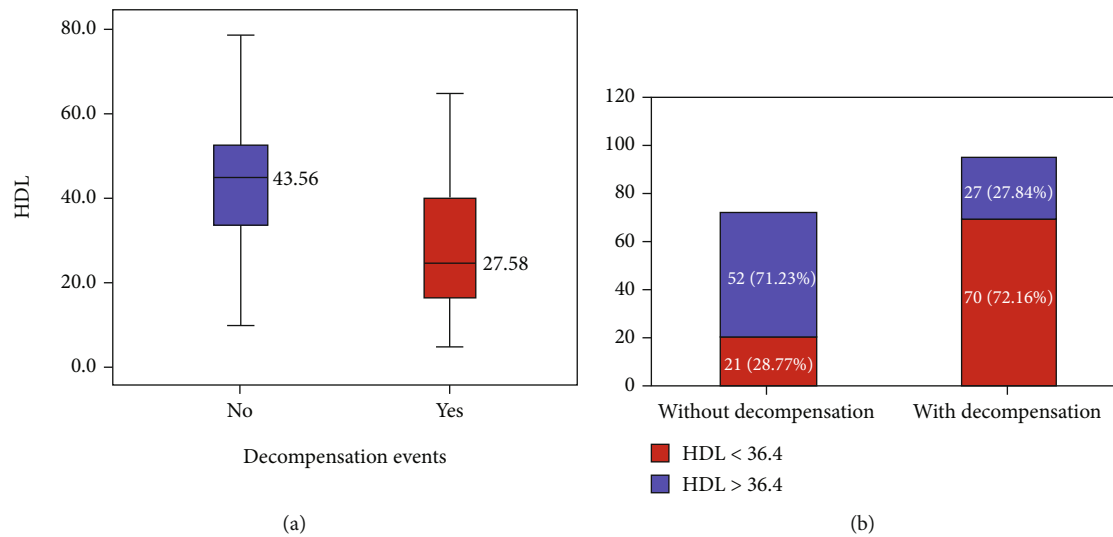 80.0
60.0
40.0
20.0
0.0
HDL
43.56
27.58
No
Yes
Decompensation events
(a)
120
100
80
60
40
20
0
52 (71.23%)
21 (28.77%)
27 (27.84%)
70 (72.16%)
Without decompensation
With decompensation
HDL < 36.4
HDL > 36.4
(b)